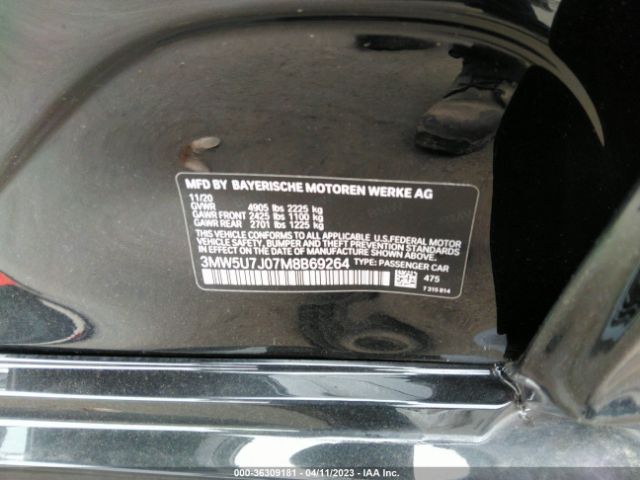 MFD BY BAYERISCHE MOTOREN WERKE AG
11/20
GVWR 4905 lbs 2225 kg
GAWR FRONT 2425 lbs 1100 kg
GAWR REAR 2701 lbs 1225 kg
THIS VEHICLE CONFORMS TO ALL APPLICABLE U.S.FEDERAL MOTOR
VEHICLE SAFETY, BUMPER AND THEFT PREVENTION STANDARDS
IN EFFECT ON THE DATE OF MANUFACTURE SHOWN ABOVE.
3MW5U7J07M8B69264 TYPE: PASSENGER CAR
475
7 315 814
000-36309181 - 04/11/2023 - IAA Inc.